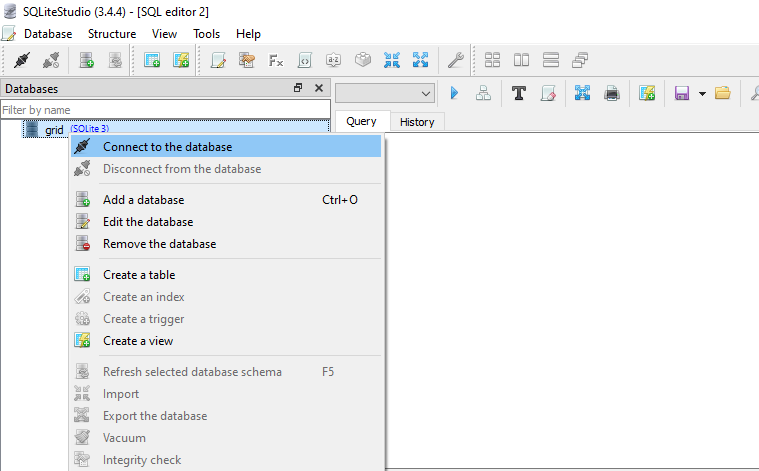 SQLiteStudio (3.4.4) - [SQL editor 2]
Database Structure View Tools Help
Databases
Filter by name
grid (SQLite 3)
Query History
Connect to the database
Disconnect from the database
Add a database Ctrl+O
Edit the database
Remove the database
Create a table
Create an index
Create a trigger
Create a view
Refresh selected database schema F5
Import
Export the database
Vacuum
Integrity check